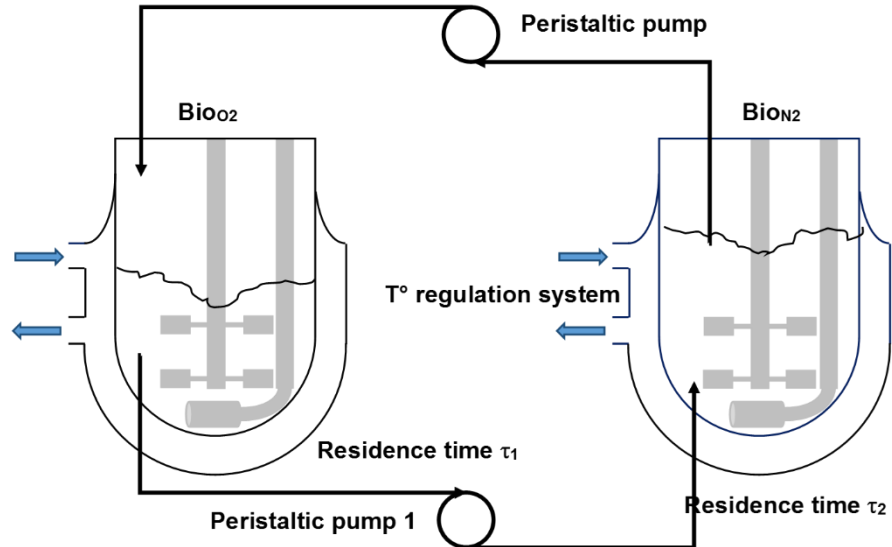 Peristaltic pump
BioO2
BioN2
T° regulation system
Residence time τ1
Residence time τ2
Peristaltic pump 1